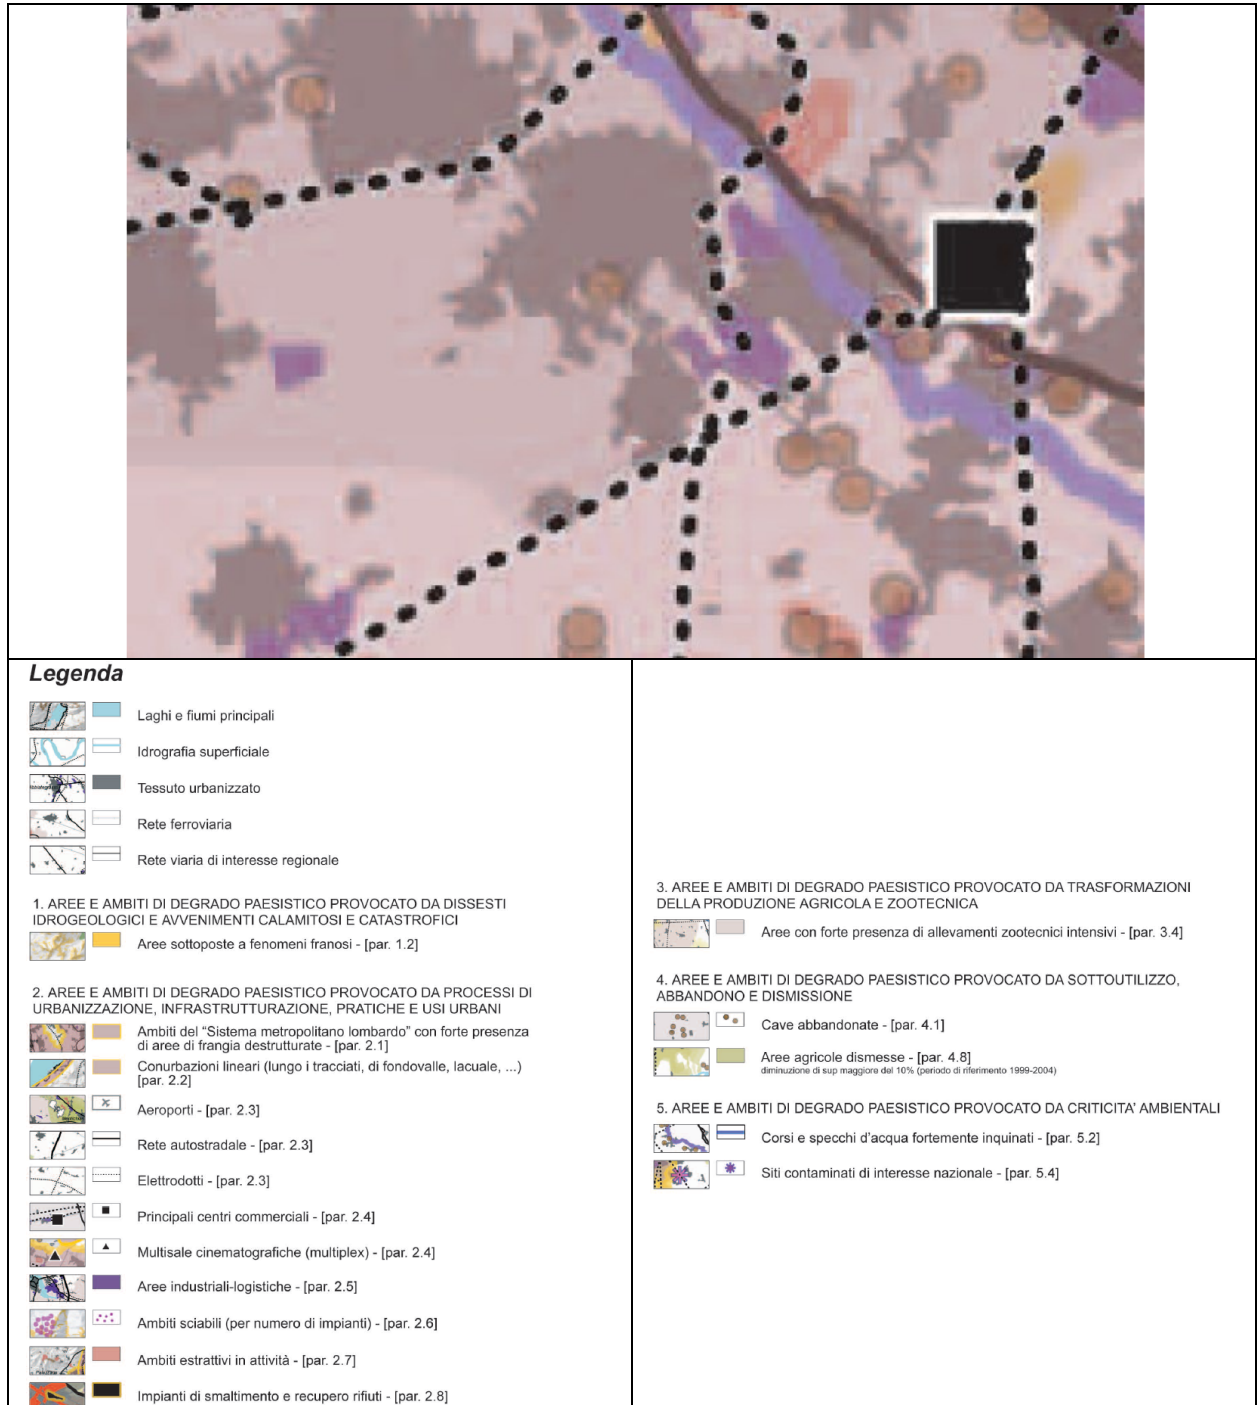 Legenda
Laghi e fiumi principali
Idrografia superficiale
Tessuto urbanizzato
Rete ferroviaria
Rete viaria di interesse regionale
1. AREE E AMBITI DI DEGRADO PAESISTICO PROVOCATO DA DISSESTI
IDROGEOLOGICI E AVVENIMENTI CALAMITOSI E CATASTROFICI
Aree sottoposte a fenomeni franosi - [par. 1.2]
2. AREE E AMBITI DI DEGRADO PAESISTICO PROVOCATO DA PROCESSI DI
URBANIZZAZIONE, INFRASTRUTTURAZIONE, PRATICHE E USI URBANI
Ambiti del “Sistema metropolitano lombardo” con forte presenza
di aree di frangia destrutturate - [par. 2.1]
Conurbazioni lineari (lungo i tracciati, di fondovalle, lacuale, ...)
[par. 2.2]
Aeroporti - [par. 2.3]
Rete autostradale - [par. 2.3]
Elettrodotti - [par. 2.3]
Principali centri commerciali - [par. 2.4]
Multisale cinematografiche (multiplex) - [par. 2.4]
Aree industriali-logistiche - [par. 2.5]
Ambiti sciabili (per numero di impianti) - [par. 2.6]
Ambiti estrattivi in attività - [par. 2.7]
Impianti di smaltimento e recupero rifiuti - [par. 2.8]
3. AREE E AMBITI DI DEGRADO PAESISTICO PROVOCATO DA TRASFORMAZIONI
DELLA PRODUZIONE AGRICOLA E ZOOTECNICA
Aree con forte presenza di allevamenti zootecnici intensivi - [par. 3.4]
4. AREE E AMBITI DI DEGRADO PAESISTICO PROVOCATO DA SOTTOUTILIZZO,
ABBANDONO E DISMISSIONE
Cave abbandonate - [par. 4.1]
Aree agricole dismesse - [par. 4.8]
diminuzione di sup maggiore del 10% (periodo di riferimento 1999-2004)
5. AREE E AMBITI DI DEGRADO PAESISTICO PROVOCATO DA CRITICITA’ AMBIENTALI
Corsi e specchi d’acqua fortemente inquinati - [par. 5.2]
Siti contaminati di interesse nazionale - [par. 5.4]